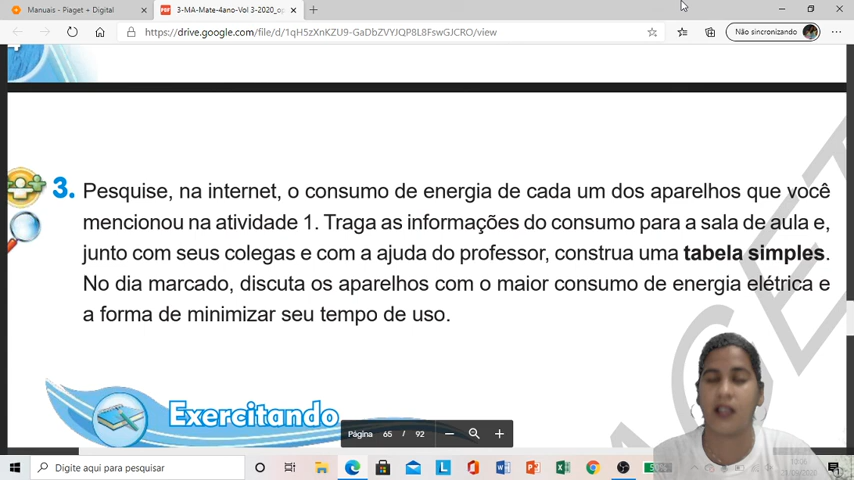 Manuais - Piaget + Digital
3-MA-Mate-4ano-Vol 3-2020_o
https://drive.google.com/file/d/1qH5zXnKZU9-GaDbZVYJQP8L8FswGJCRO/view
Não sincronizando
3. Pesquise, na internet, o consumo de energia de cada um dos aparelhos que você
mencionou na atividade 1. Traga as informações do consumo para a sala de aula e,
junto com seus colegas e com a ajuda do professor, construa uma tabela simples.
No dia marcado, discuta os aparelhos com o maior consumo de energia elétrica e
a forma de minimizar seu tempo de uso.
Exercitando
Página 65 / 92
Digite aqui para pesquisar